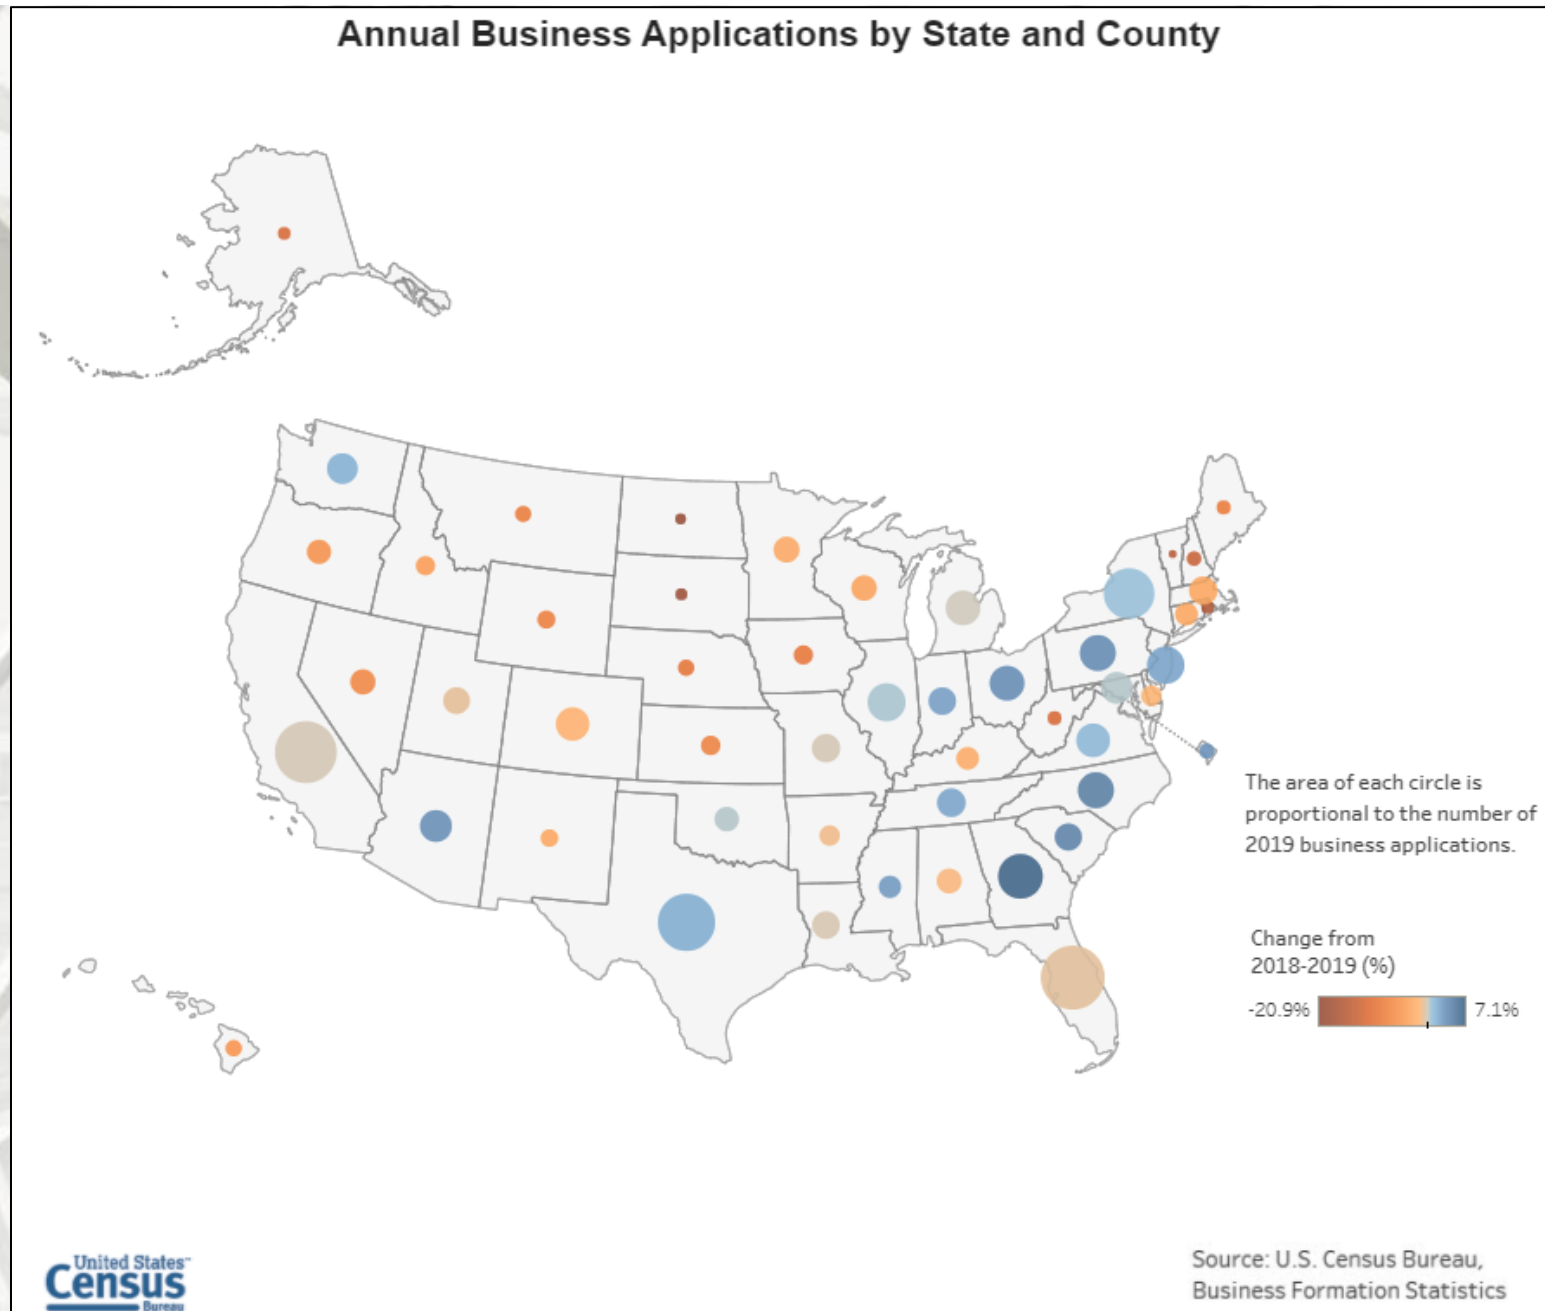 Annual Business Applications by State and County
The area of each circle is
proportional to the number of
2019 business applications.
Change from
2018-2019 (%)
-20.9%
7.1%
United States™
Census
Bureau
Source: U.S. Census Bureau,
Business Formation Statistics